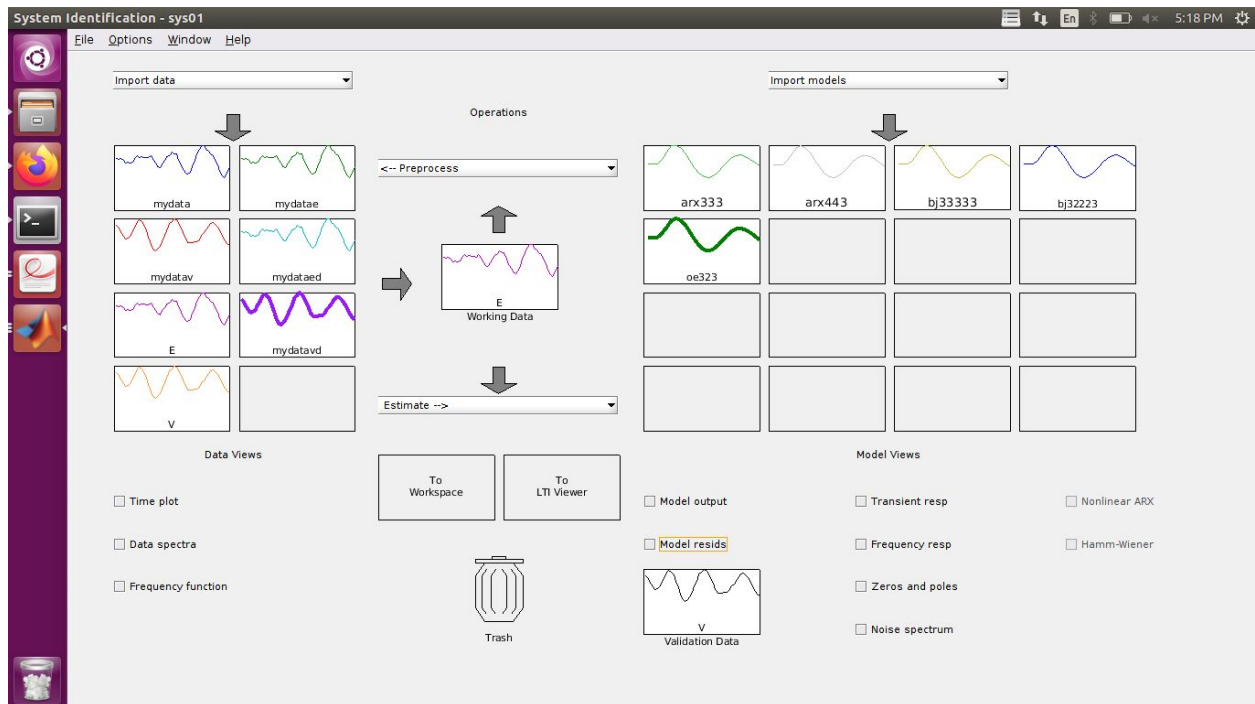 System Identification - sys01
En
5:18 PM
File Options Window Help
Import data
Import models
Operations
<-- Preprocess
mydata
mydatae
mydatav
mydataed
E
mydatavd
V
E
Working Data
arx333
arx443
bj33333
bj32223
oe323
Estimate -->
Data Views
Model Views
To
Workspace
To
LTI Viewer
Time plot
Data spectra
Frequency function
Model output
Transient resp
Nonlinear ARX
Model resids
Frequency resp
Hamm-Wiener
Zeros and poles
Noise spectrum
V
Validation Data
Trash